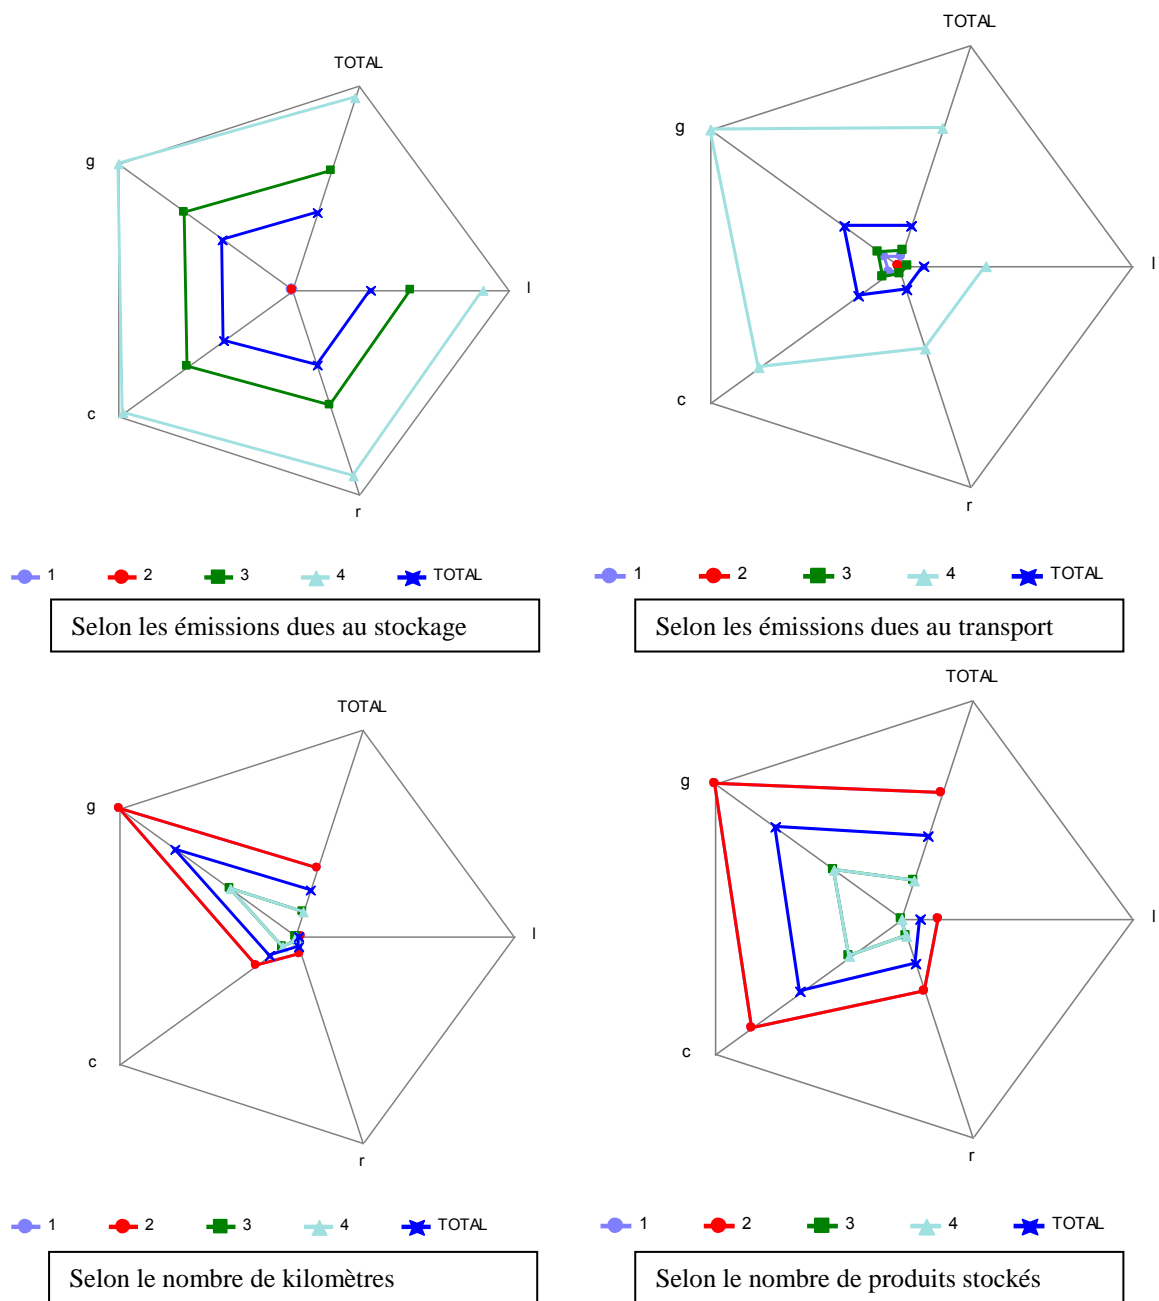 TOTAL
g
l
c
r
1 2 3 4 TOTAL
Selon les émissions dues au stockage
TOTAL
g
l
c
r
1 2 3 4 TOTAL
Selon les émissions dues au transport
TOTAL
g
l
c
r
1 2 3 4 TOTAL
Selon le nombre de kilomètres
TOTAL
g
l
c
r
1 2 3 4 TOTAL
Selon le nombre de produits stockés